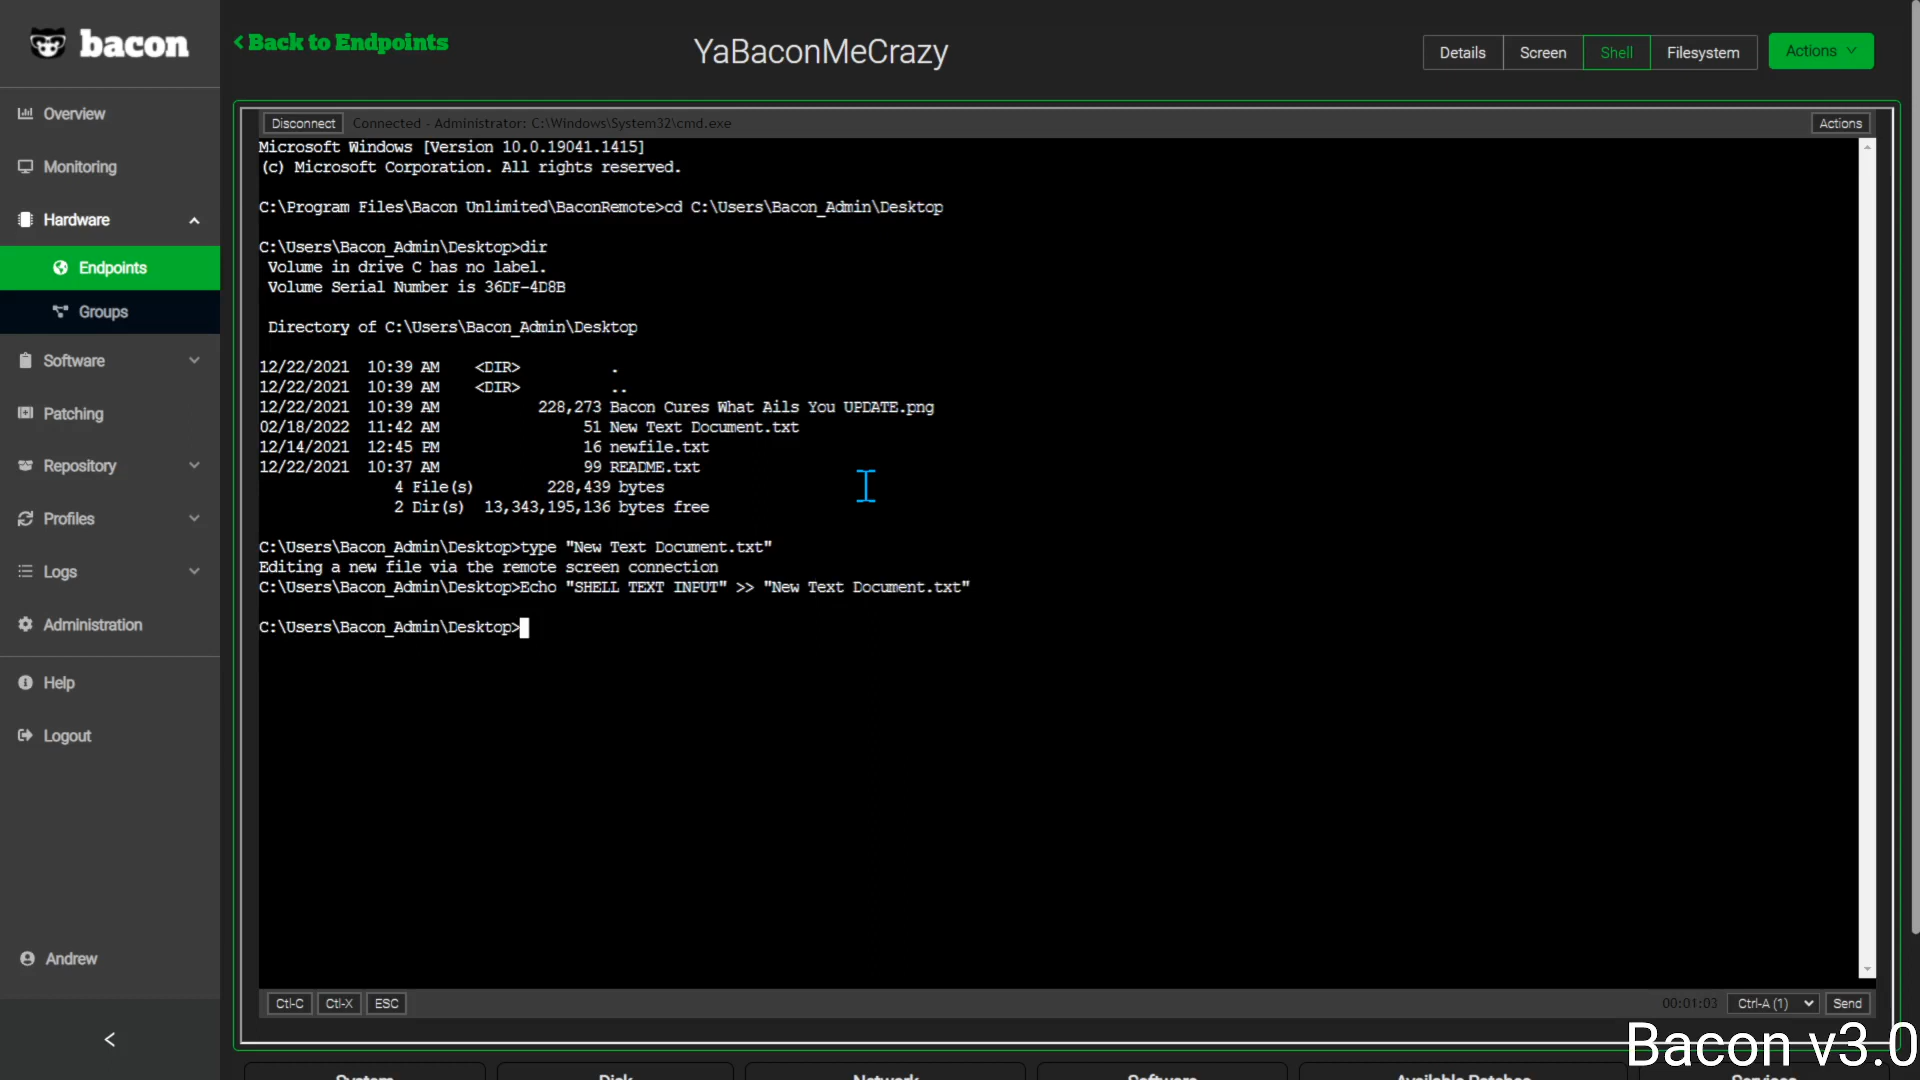 bacon
< Back to Endpoints
YaBaconMeCrazy
Details Screen Shell Filesystem Actions
Overview
Monitoring
Hardware
Endpoints
Groups
Software
Patching
Repository
Profiles
Logs
Administration
Help
Logout
Andrew
<
Disconnect Connected - Administrator: C:\Windows\System32\cmd.exe Actions
Microsoft Windows [Version 10.0.19041.1415]
(c) Microsoft Corporation. All rights reserved.
C:\Program Files\Bacon Unlimited\BaconRemote>cd C:\Users\Bacon_Admin\Desktop
C:\Users\Bacon_Admin\Desktop>dir
Volume in drive C has no label.
Volume Serial Number is 36DF-4D8B
Directory of C:\Users\Bacon_Admin\Desktop
12/22/2021 10:39 AM <DIR> .
12/22/2021 10:39 AM <DIR> ..
12/22/2021 10:39 AM 228,273 Bacon Cures What Ails You UPDATE.png
02/18/2022 11:42 AM 51 New Text Document.txt
12/14/2021 12:45 PM 16 newfile.txt
12/22/2021 10:37 AM 99 README.txt
4 File(s) 228,439 bytes
2 Dir(s) 13,343,195,136 bytes free
C:\Users\Bacon_Admin\Desktop>type "New Text Document.txt"
Editing a new file via the remote screen connection
C:\Users\Bacon_Admin\Desktop>Echo "SHELL TEXT INPUT" >> "New Text Document.txt"
C:\Users\Bacon_Admin\Desktop>
Ctl-C Ctl-X ESC 00:01:03 Ctrl-A (1) Send
Bacon v3.0
System Disk Network Software Available Patches Services